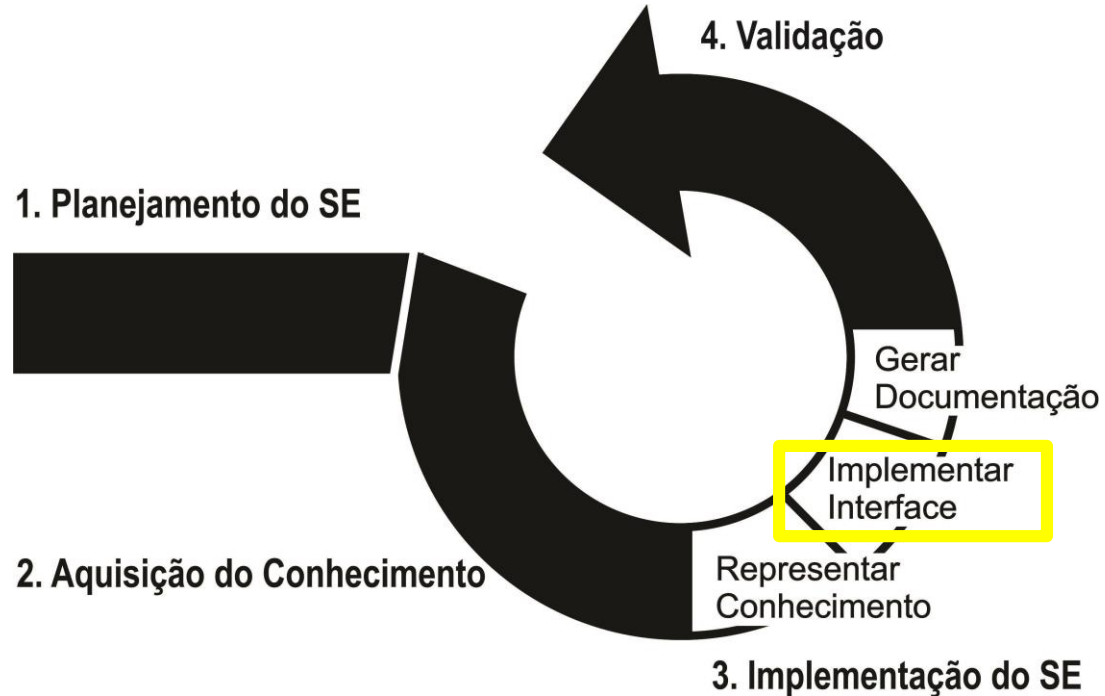 4. Validação
1. Planejamento do SE
Gerar
Documentação
Implementar
Interface
2. Aquisição do Conhecimento
Representar
Conhecimento
3. Implementação do SE